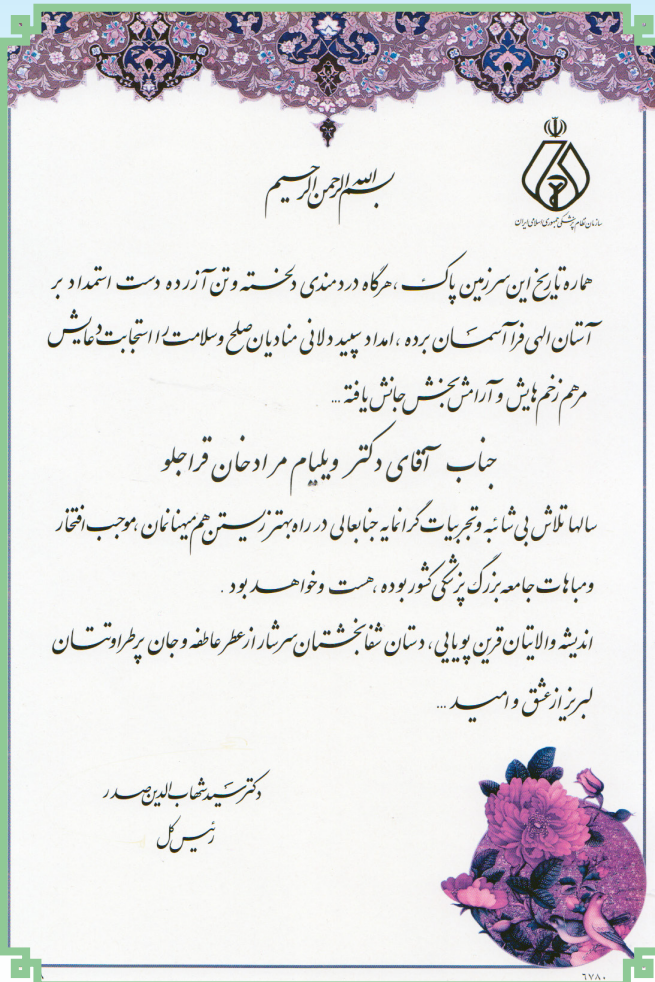 بسم الله الرحمن الرحیم
سازمان نظام پزشکی جمهوری اسلامی ایران
هماره تاریخ این سرزمین پاک، هرگاه دردمندی دلخسته و تن آزرده دست استمداد بر
آستان الهی فراآسمان برده، امداد سپید دلانی منادیان صلح و سلامت را استجابت دعایش
مرهم زخم هایش و آرامش بخش جانش یافته ...
جناب آقای دکتر ویلیام مرادخان قراجلو
سالها تلاش بی شائبه و تجربیات گرانمایه جنابعالی در راه بهتر زیستن هم میهنانمان، موجب افتخار
و مباهات جامعه بزرگ پزشکی کشور بوده، هست و خواهد بود .
اندیشه والایتان قرین پویایی، دستان شفابخشتان سرشار از عطر عاطفه و جان پرطراوتتان
لبریز از عشق و امید ...
دکتر سید شهاب الدین صدر
رئیس کل
۶۷۸۰